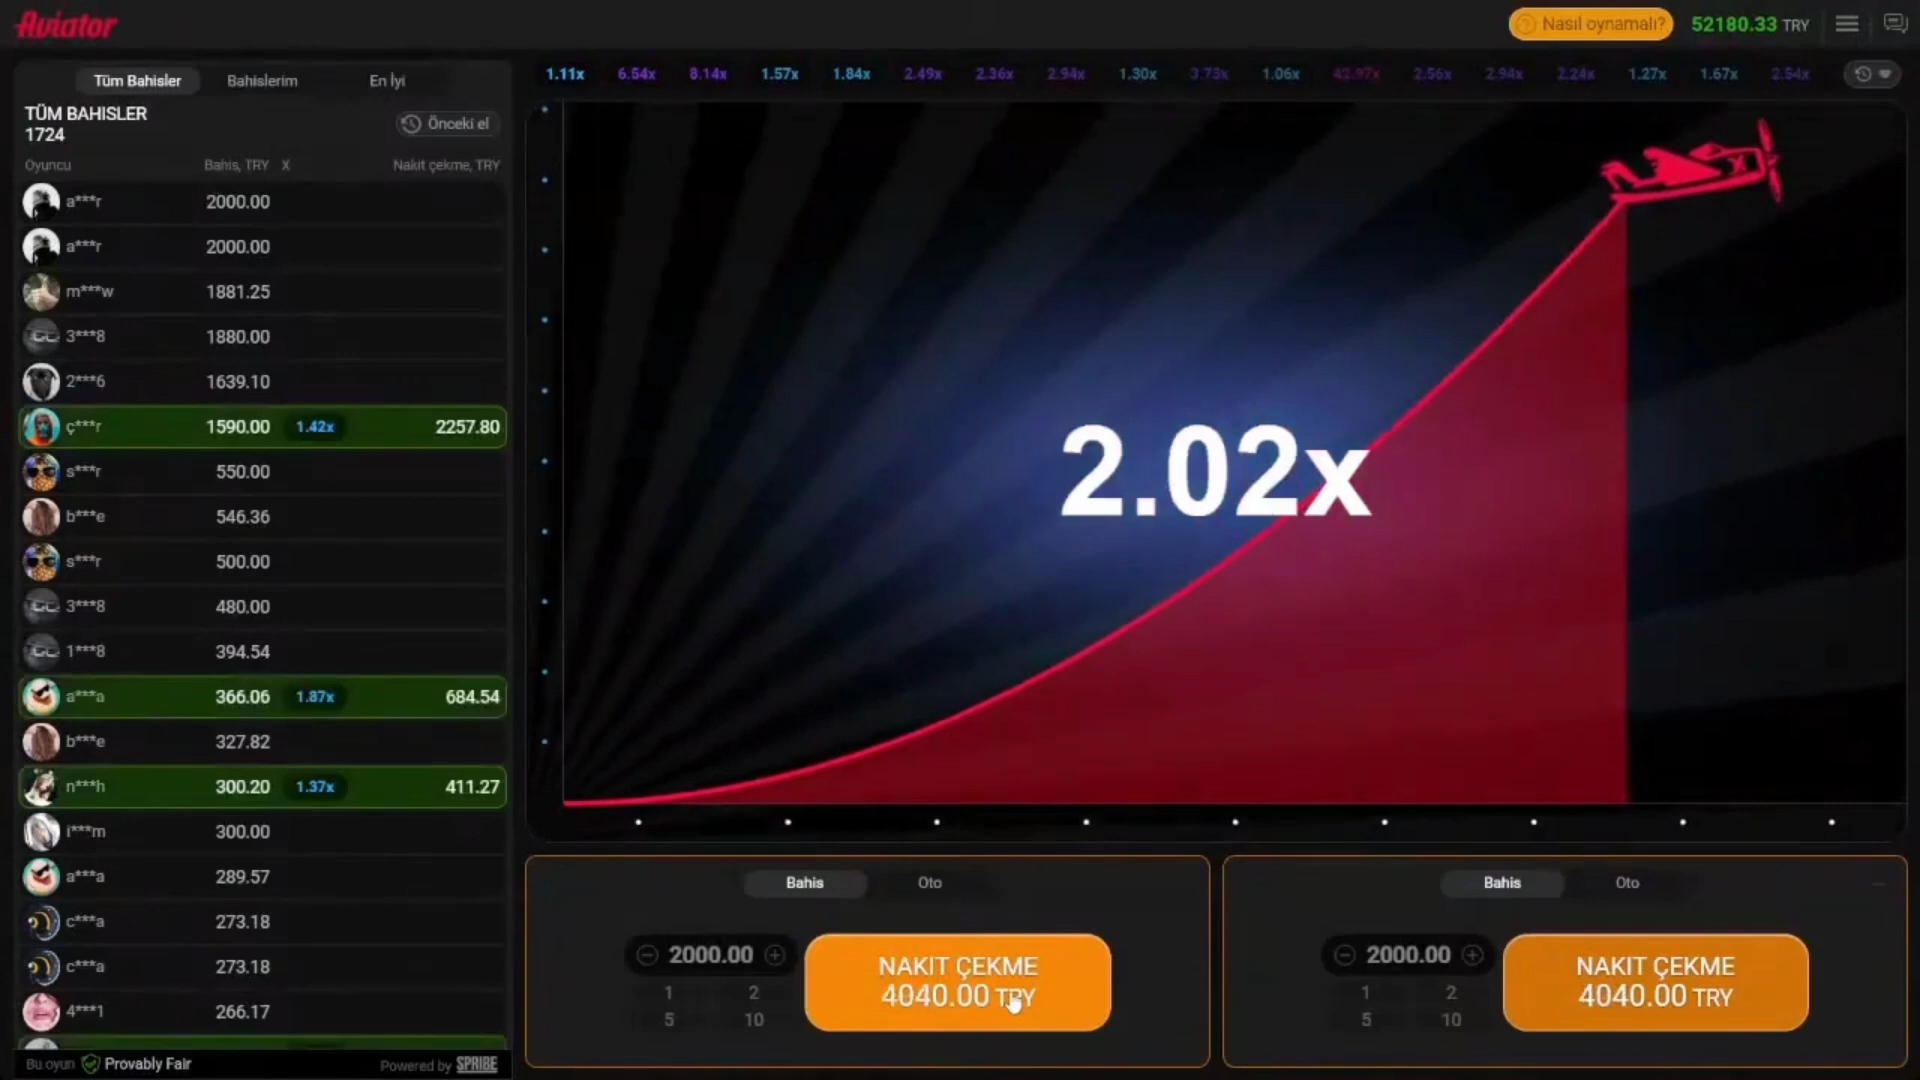 Aviator
Nasıl oynamalı?
52180.33 TRY
Tüm Bahisler Bahislerim En İyi
TÜM BAHISLER
1724
Önceki el
Oyuncu Bahis, TRY X Nakit çekme, TRY
a***r 2000.00
a***r 2000.00
m***w 1881.25
3***8 1880.00
2***6 1639.10
ç***r 1590.00 1.42x 2257.80
s***r 550.00
b***e 546.36
s***r 500.00
3***8 480.00
1***8 394.54
a***a 366.06 1.87x 684.54
b***e 327.82
n***h 300.20 1.37x 411.27
i***m 300.00
a***a 289.57
c***a 273.18
c***a 273.18
4***1 266.17
Bu oyun Provably Fair Powered by SPRIBE
1.11x 6.54x 8.14x 1.57x 1.84x 2.49x 2.36x 2.94x 1.30x 3.73x 1.06x 42.97x 2.56x 2.94x 2.24x 1.27x 1.67x 2.54x
2.02x
Bahis Oto
2000.00
1 2
5 10
NAKIT ÇEKME
4040.00 TRY
Bahis Oto
2000.00
1 2
5 10
NAKIT ÇEKME
4040.00 TRY